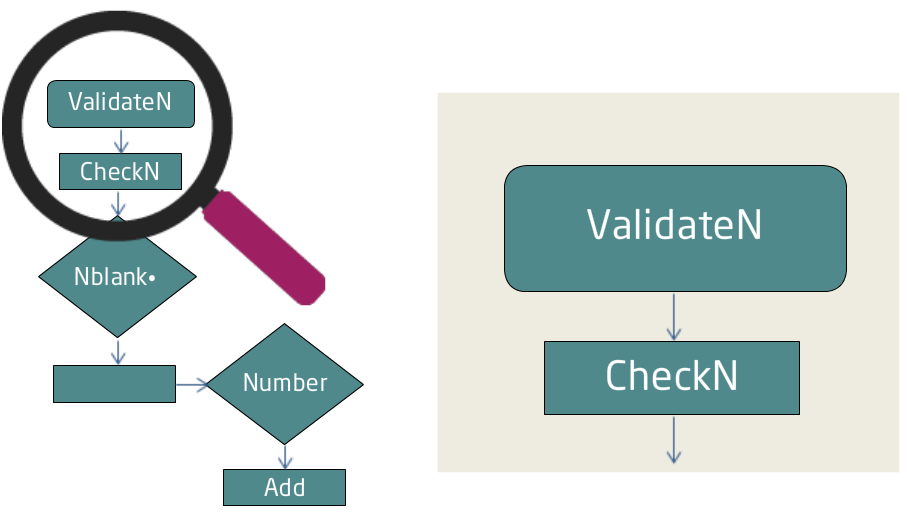 ValidateN
CheckN
Nblank•
Number
Add
ValidateN
CheckN